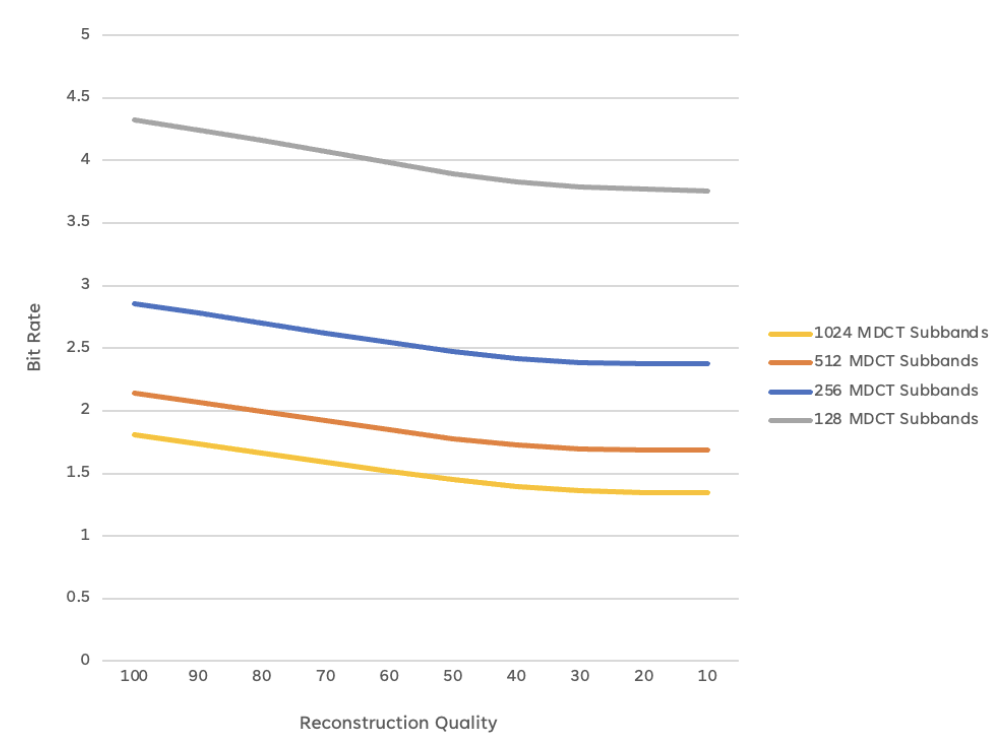 5
4.5
4
3.5
3
2.5
2
1.5
1
0.5
0
Bit Rate
100 90 80 70 60 50 40 30 20 10
Reconstruction Quality
1024 MDCT Subbands
512 MDCT Subbands
256 MDCT Subbands
128 MDCT Subbands